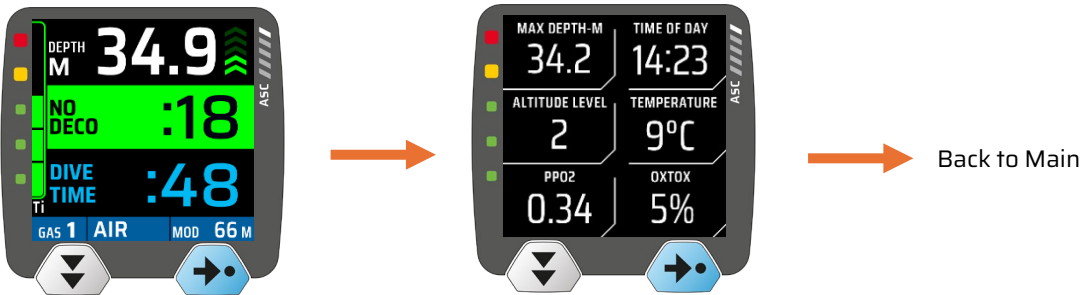 DEPTH
M
34.9
ASC
NO
DECO
:18
DIVE
TIME
:48
Ti
GAS 1
AIR
MOD 66 M
MAX DEPTH-M
TIME OF DAY
34.2
14:23
ASC
ALTITUDE LEVEL
TEMPERATURE
2
9ºC
PPO2
OXTOX
0.34
5%
Back to Main